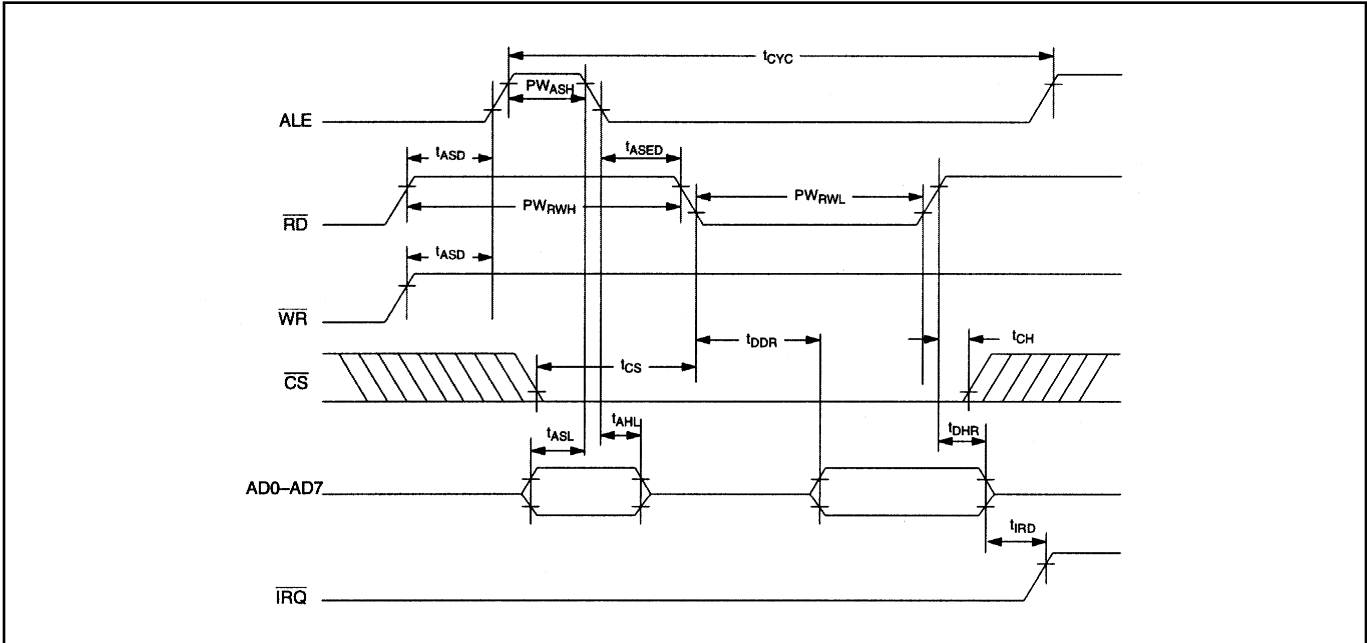 tCYC
PWASH
ALE
tASD
tASED
PWRWH
PWRWL
RD
tASD
WR
tDDR
tCH
tCS
CS
tASL
tAHL
tDHR
AD0–AD7
tIRD
IRQ